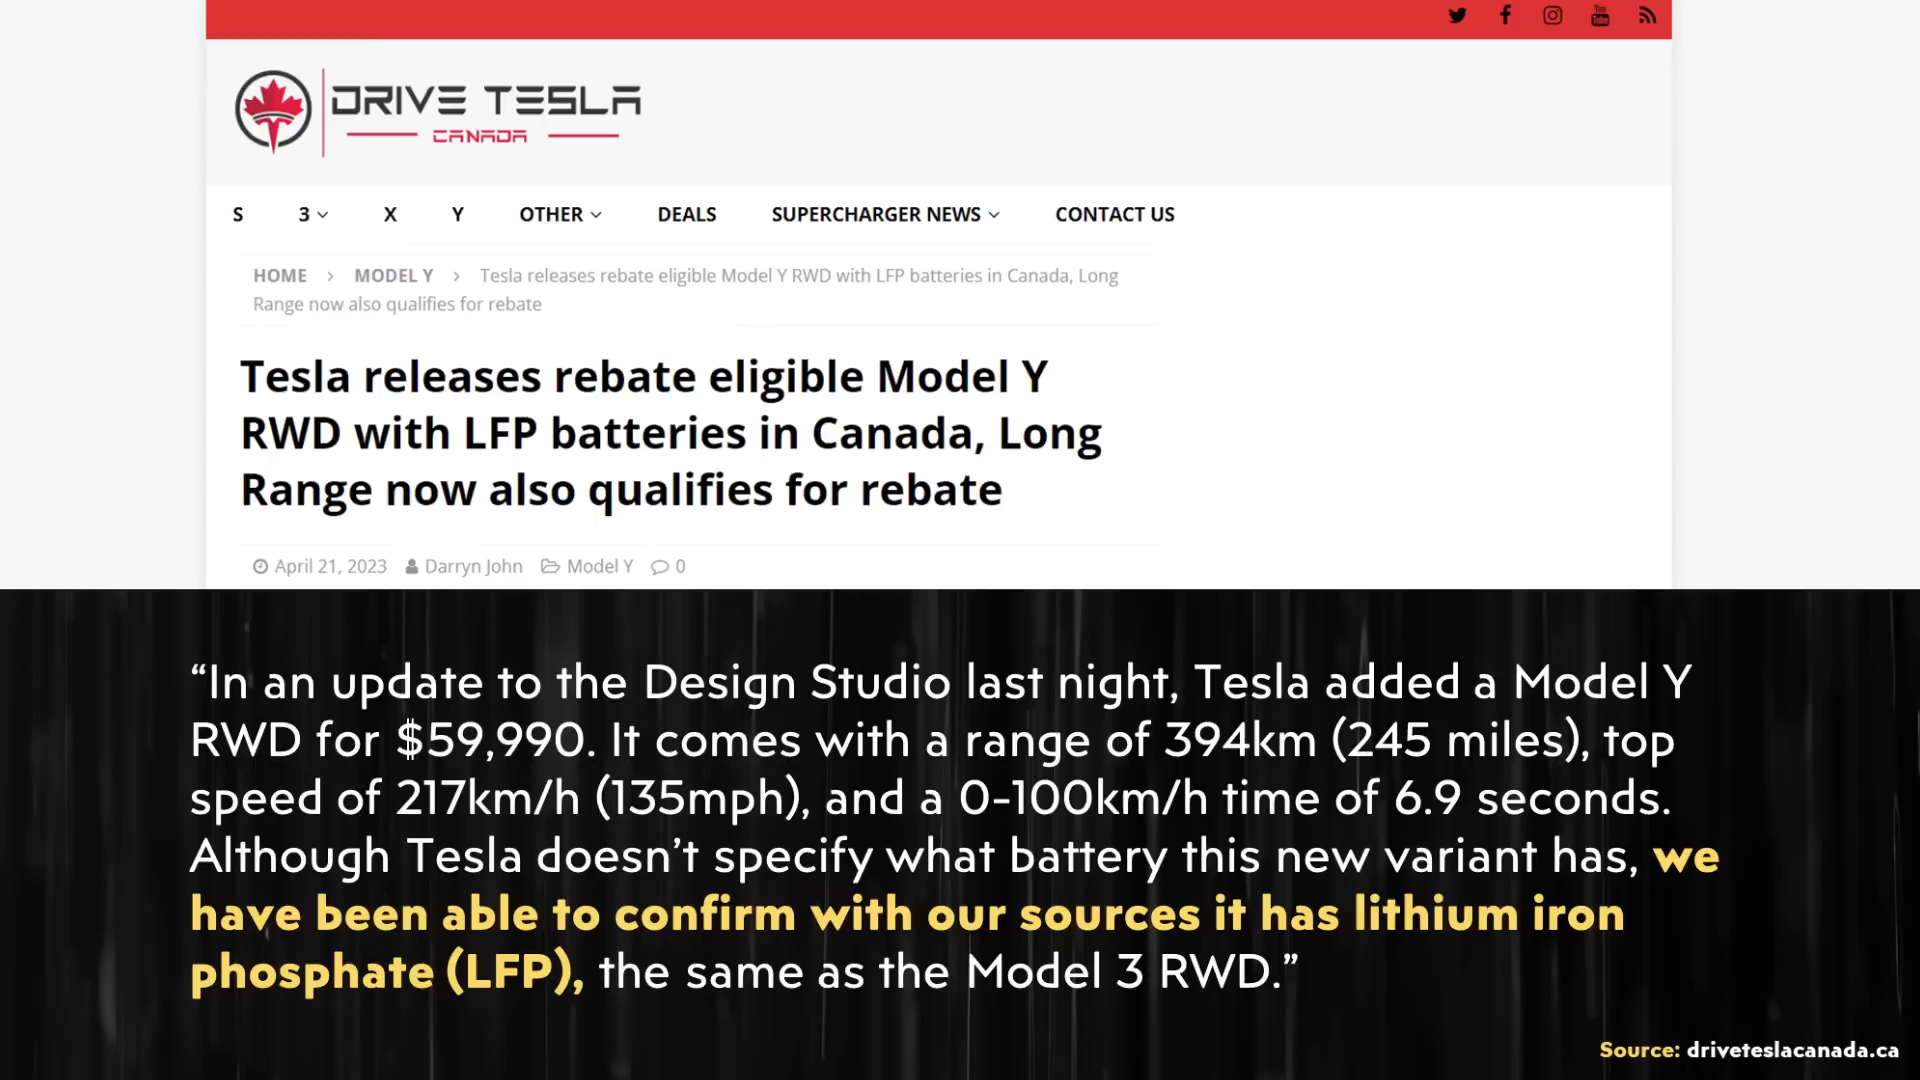 DRIVE TESLA
CANADA
S 3 X Y OTHER DEALS SUPERCHARGER NEWS CONTACT US
HOME > MODEL Y > Tesla releases rebate eligible Model Y RWD with LFP batteries in Canada, Long
Range now also qualifies for rebate
Tesla releases rebate eligible Model Y
RWD with LFP batteries in Canada, Long
Range now also qualifies for rebate
April 21, 2023 Darryn John Model Y 0
“In an update to the Design Studio last night, Tesla added a Model Y
RWD for $59,990. It comes with a range of 394km (245 miles), top
speed of 217km/h (135mph), and a 0-100km/h time of 6.9 seconds.
Although Tesla doesn’t specify what battery this new variant has, we
have been able to confirm with our sources it has lithium iron
phosphate (LFP), the same as the Model 3 RWD.”
Source: driveteslacanada.ca